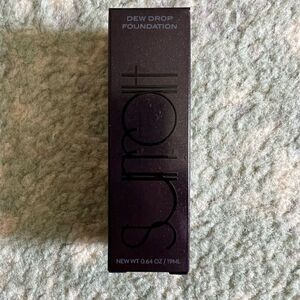 DEW DROP
FOUNDATION
surratt
NEW WT 0.64 OZ / 19ML